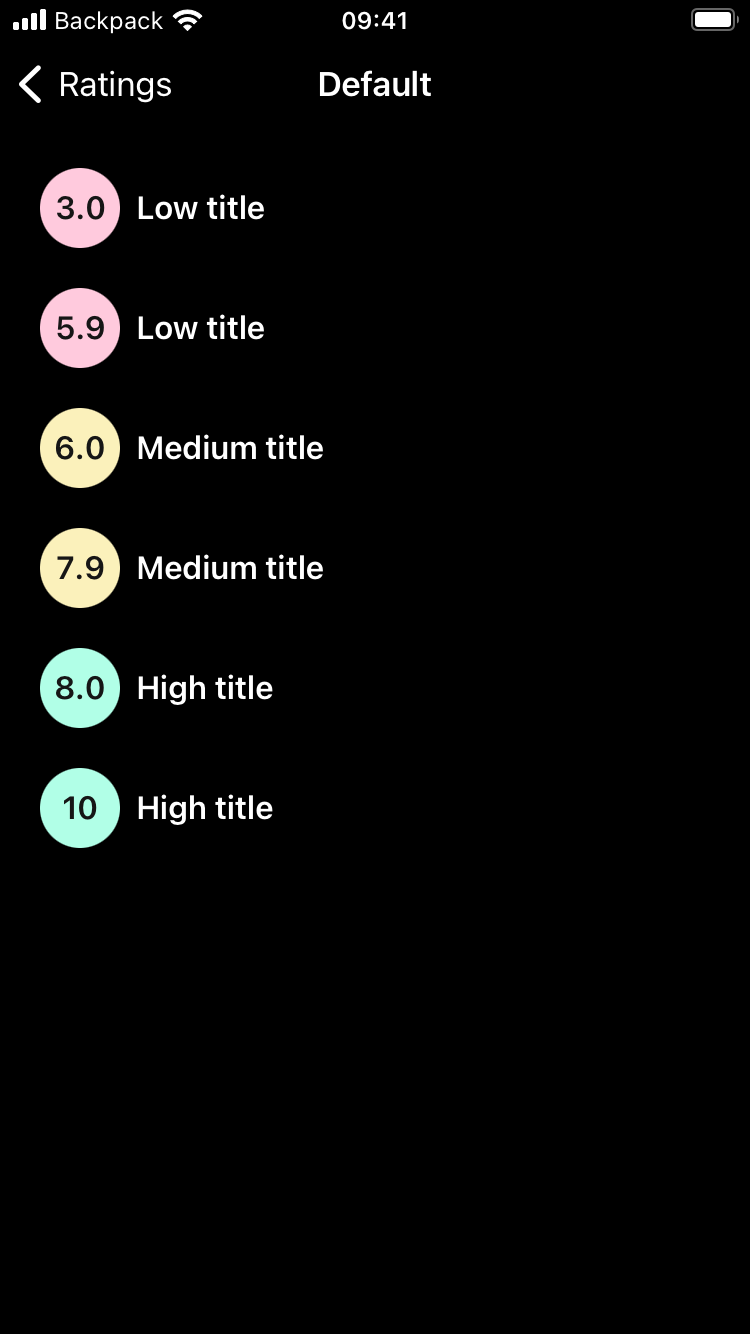 Backpack 09:41
Ratings Default
3.0 Low title
5.9 Low title
6.0 Medium title
7.9 Medium title
8.0 High title
10 High title